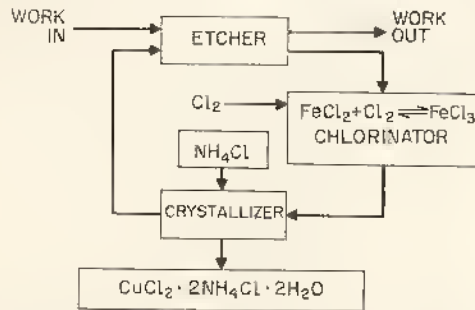 WORK
IN
ETCHER
WORK
OUT
Cl₂
FeCl₂+Cl₂⇌FeCl₃
CHLORINATOR
NH₄Cl
CRYSTALLIZER
CuCl₂·2NH₄Cl·2H₂O